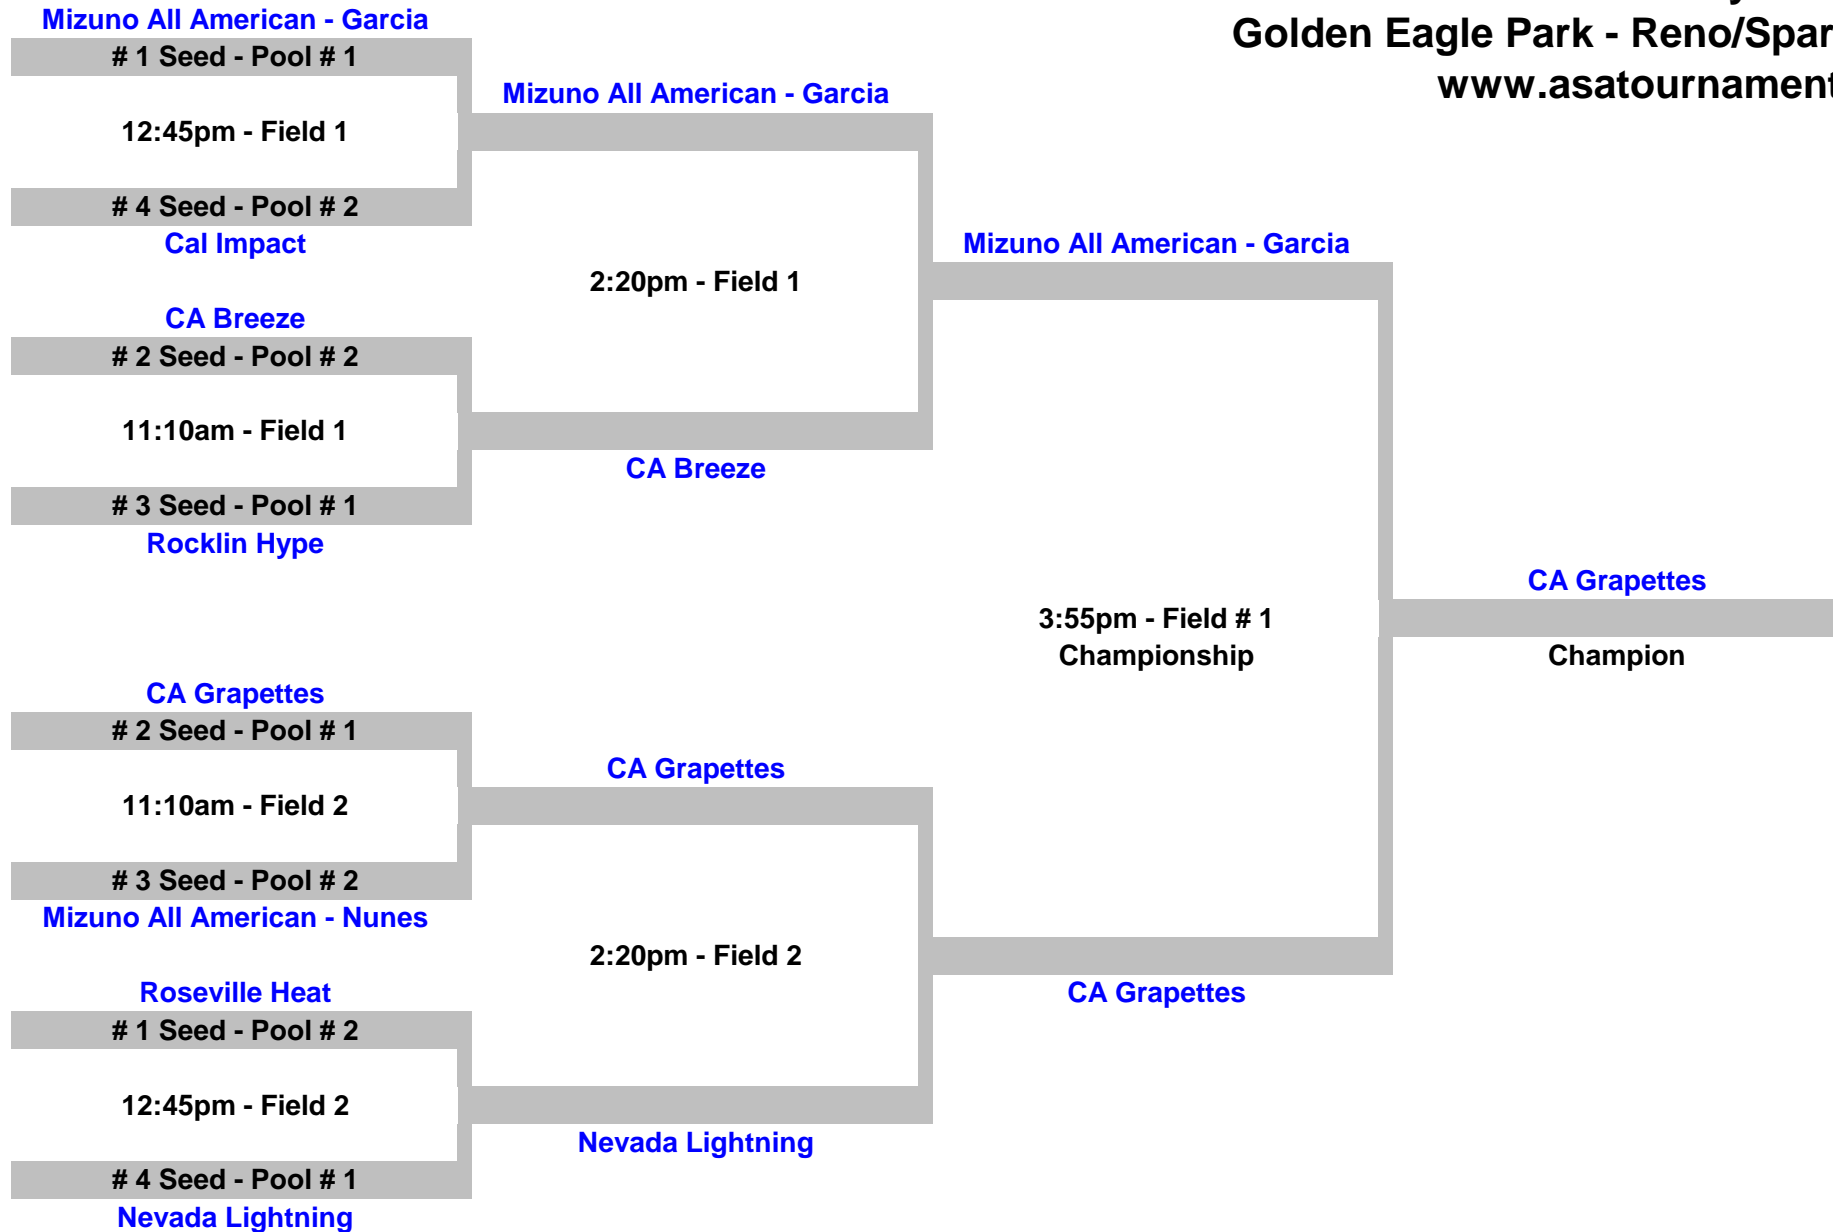 Mizuno All American - Garcia
Golden Eagle Park - Reno/Spar
# 1 Seed - Pool # 1
Mizuno All American - Garcia
www.asatournament
12:45pm - Field 1
# 4 Seed - Pool # 2
Cal Impact
Mizuno All American - Garcia
2:20pm - Field 1
CA Breeze
# 2 Seed - Pool # 2
11:10am - Field 1
CA Breeze
# 3 Seed - Pool # 1
Rocklin Hype
CA Grapettes
3:55pm - Field # 1
Championship
Champion
CA Grapettes
# 2 Seed - Pool # 1
CA Grapettes
11:10am - Field 2
# 3 Seed - Pool # 2
Mizuno All American - Nunes
2:20pm - Field 2
Roseville Heat
CA Grapettes
# 1 Seed - Pool # 2
12:45pm - Field 2
Nevada Lightning
# 4 Seed - Pool # 1
Nevada Lightning